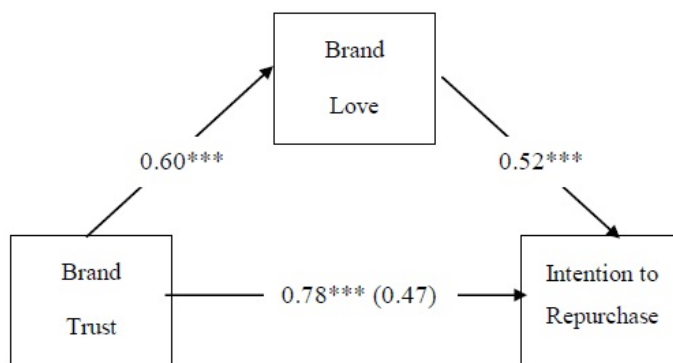 Brand
Love
0.60***
0.52***
Brand
Trust
0.78*** (0.47)
Intention to
Repurchase